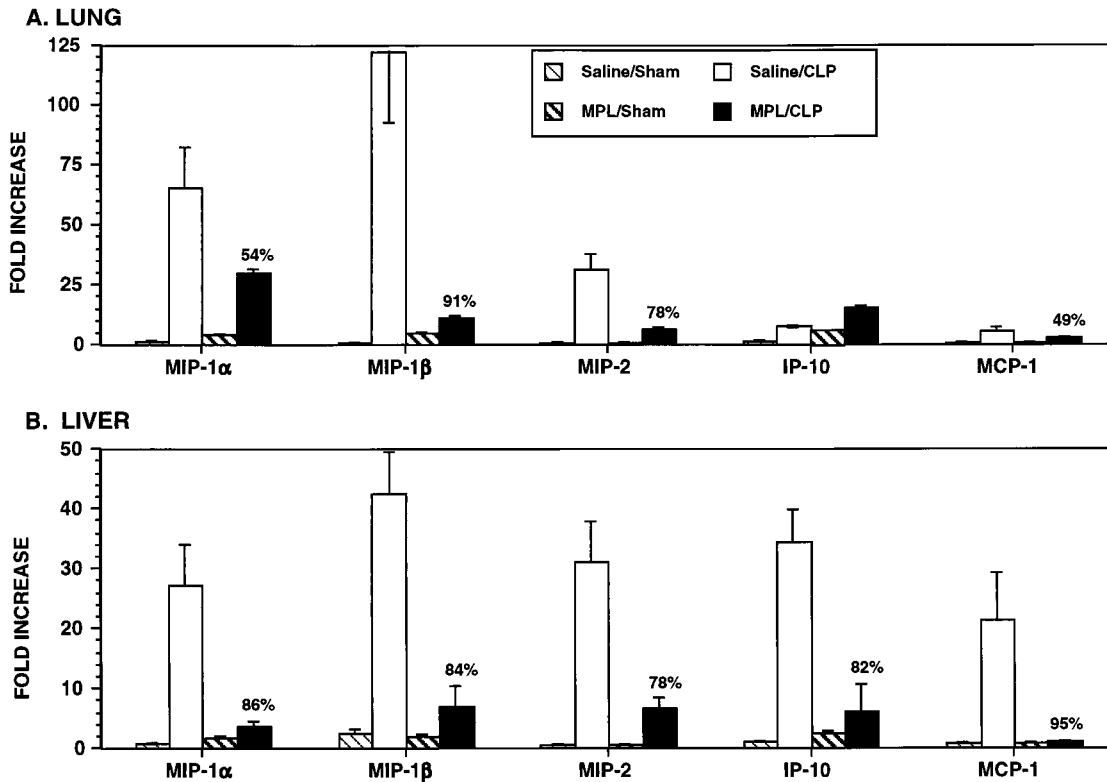 A. LUNG
FOLD INCREASE
125
100
75
50
25
0
Saline/Sham Saline/CLP
MPL/Sham MPL/CLP
54%
91%
78%
49%
MIP-1α MIP-1β MIP-2 IP-10 MCP-1
B. LIVER
FOLD INCREASE
50
40
30
20
10
0
86%
84%
78%
82%
95%
MIP-1α MIP-1β MIP-2 IP-10 MCP-1